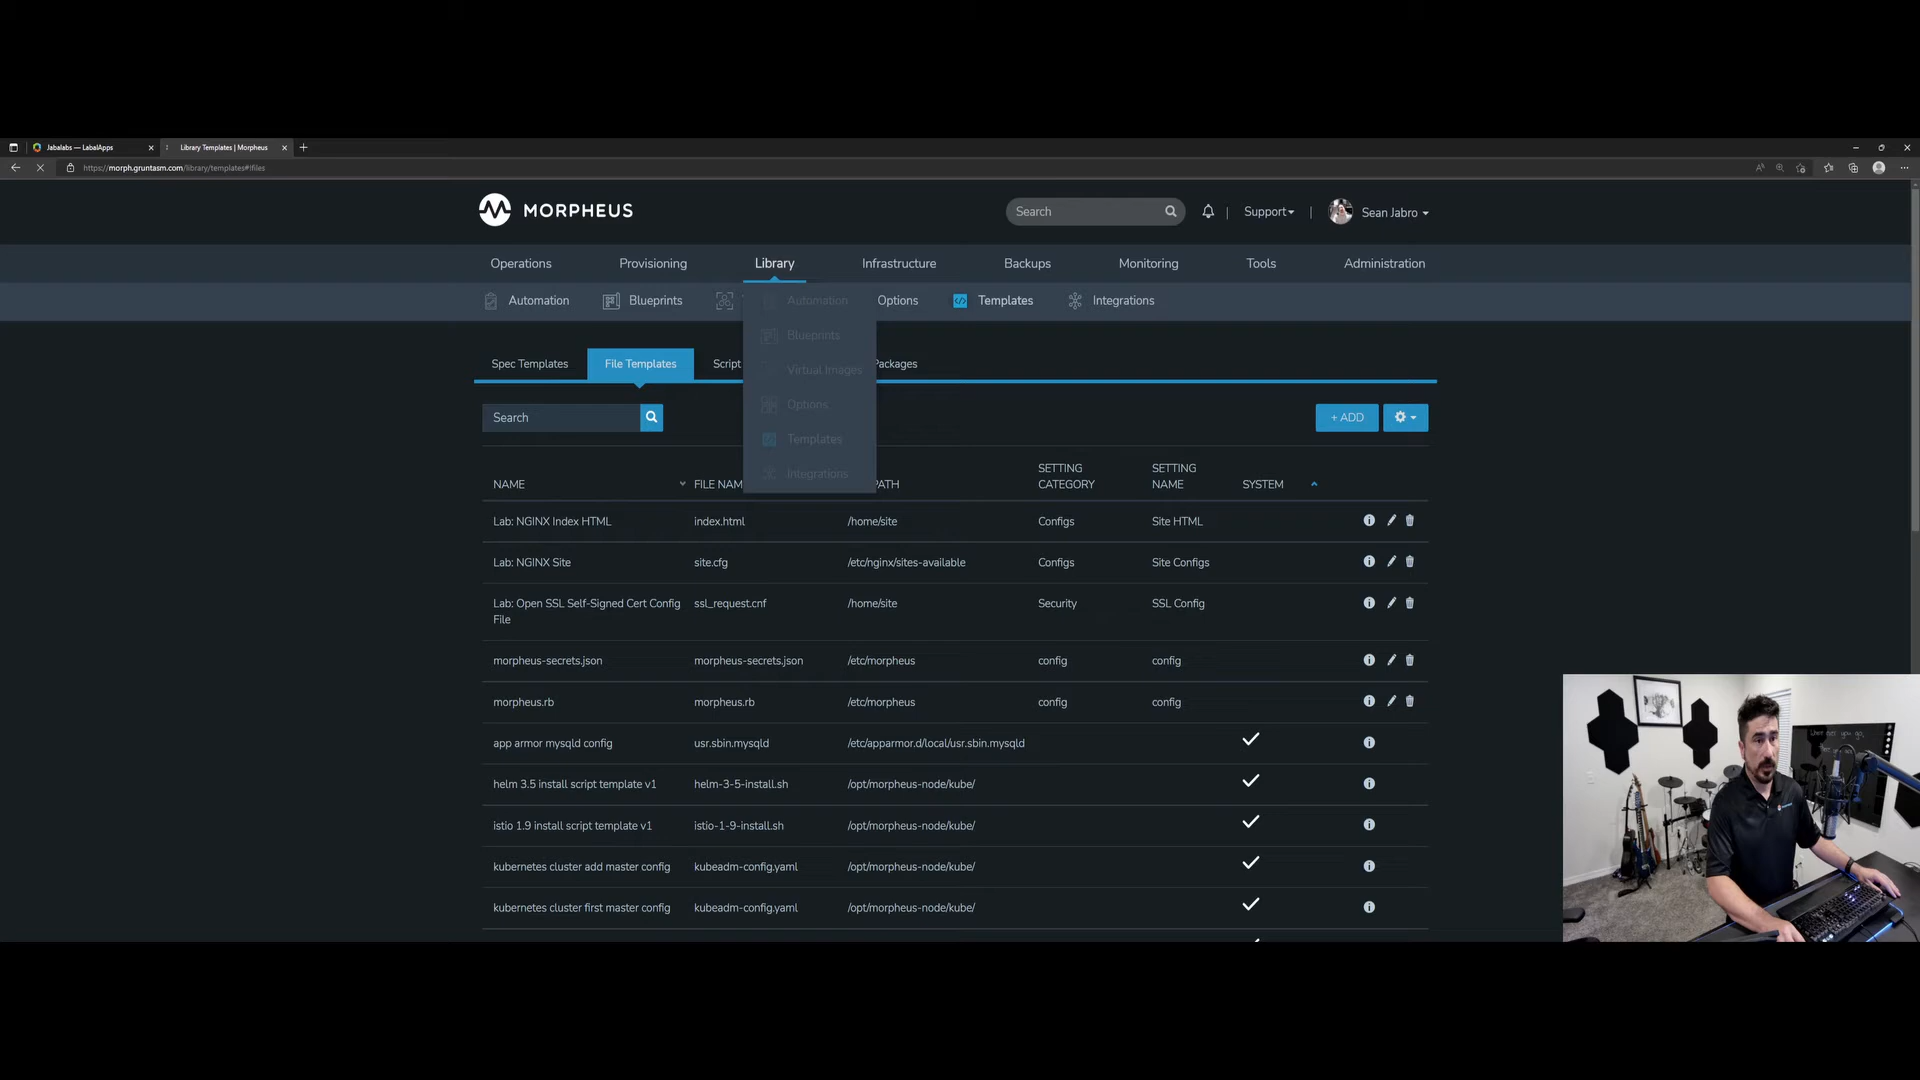 Jabalabs — LabalApps
Library Templates | Morpheus
https://morph.gruntasm.com/library/templates#!files
MORPHEUS
Search
Support
Sean Jabro
Operations
Provisioning
Library
Infrastructure
Backups
Monitoring
Tools
Administration
Automation
Blueprints
Options
Templates
Integrations
Automation
Blueprints
Virtual Images
Options
Templates
Integrations
Spec Templates
File Templates
Script
Packages
Search
+ ADD
NAME
FILE NAM
PATH
SETTING
CATEGORY
SETTING
NAME
SYSTEM
Lab: NGINX Index HTML index.html /home/site Configs Site HTML
Lab: NGINX Site site.cfg /etc/nginx/sites-available Configs Site Configs
Lab: Open SSL Self-Signed Cert Config ssl_request.cnf /home/site Security SSL Config
File
morpheus-secrets.json morpheus-secrets.json /etc/morpheus config config
morpheus.rb morpheus.rb /etc/morpheus config config
app armor mysqld config usr.sbin.mysqld /etc/apparmor.d/local/usr.sbin.mysqld
helm 3.5 install script template v1 helm-3-5-install.sh /opt/morpheus-node/kube/
istio 1.9 install script template v1 istio-1-9-install.sh /opt/morpheus-node/kube/
kubernetes cluster add master config kubeadm-config.yaml /opt/morpheus-node/kube/
kubernetes cluster first master config kubeadm-config.yaml /opt/morpheus-node/kube/